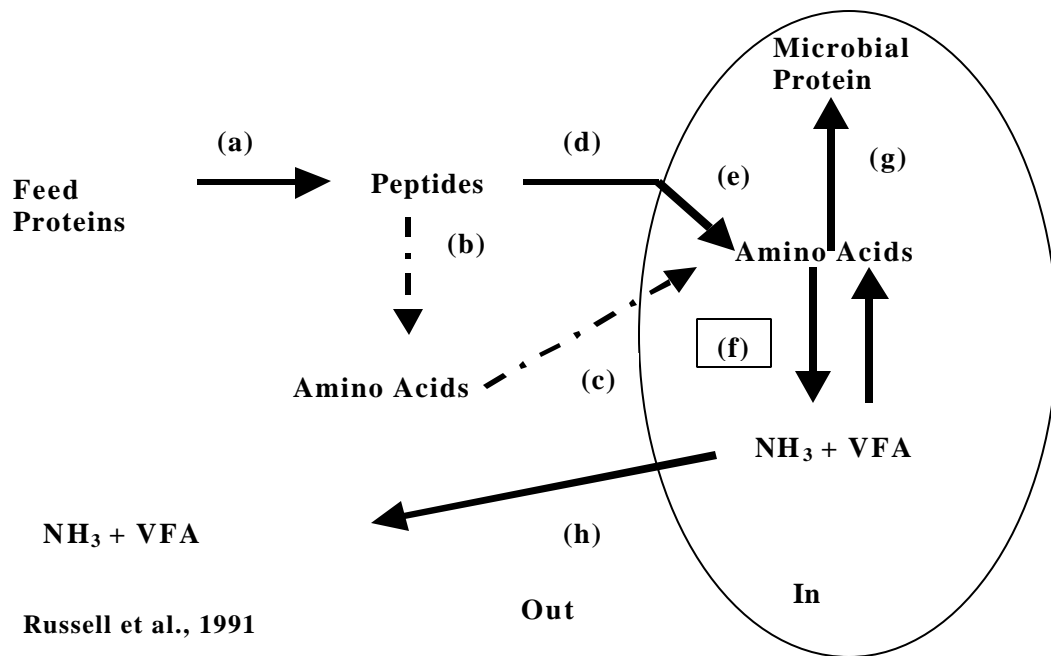 Microbial
Protein
(a)
(d)
(g)
Feed
Proteins
Peptides
(e)
(b)
Amino Acids
(f)
Amino Acids
(c)
NH₃ + VFA
NH₃ + VFA
(h)
In
Out
Russell et al., 1991